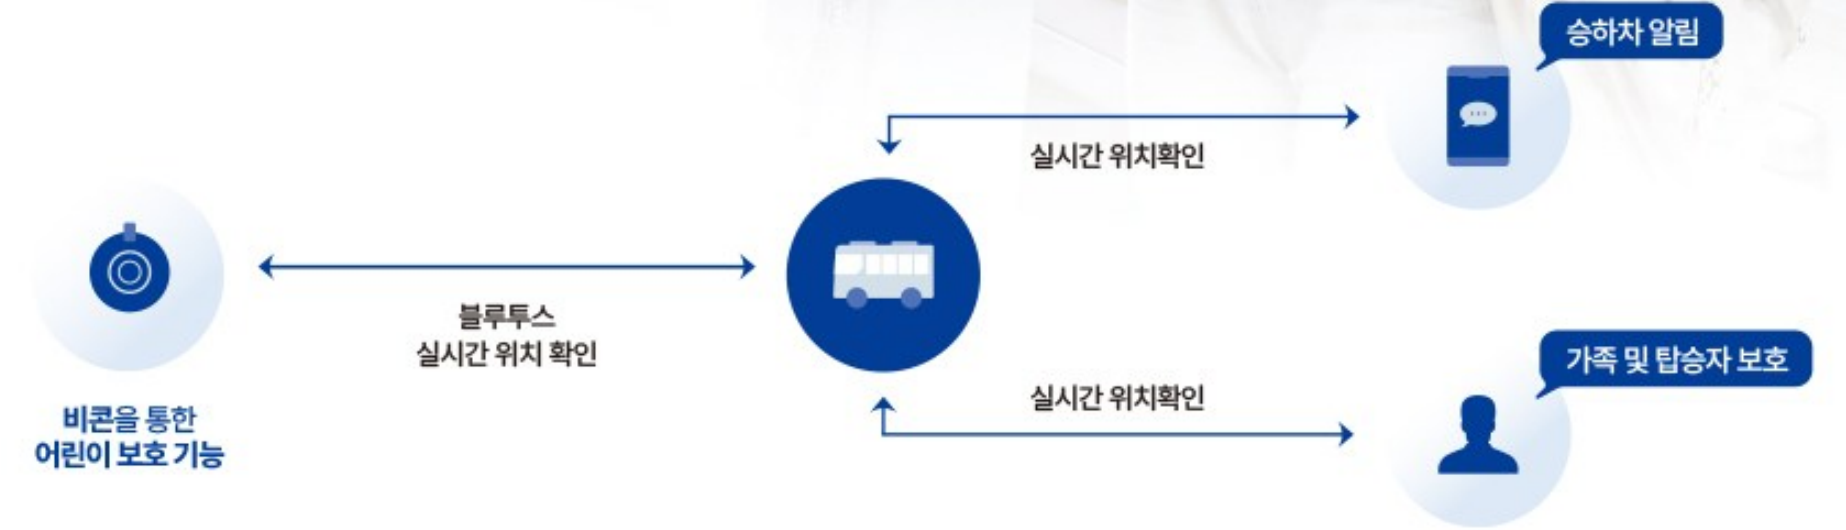 승하차 알림
실시간 위치확인
블루투스
실시간 위치 확인
비콘을 통한
어린이 보호 기능
가족 및 탑승자 보호
실시간 위치확인